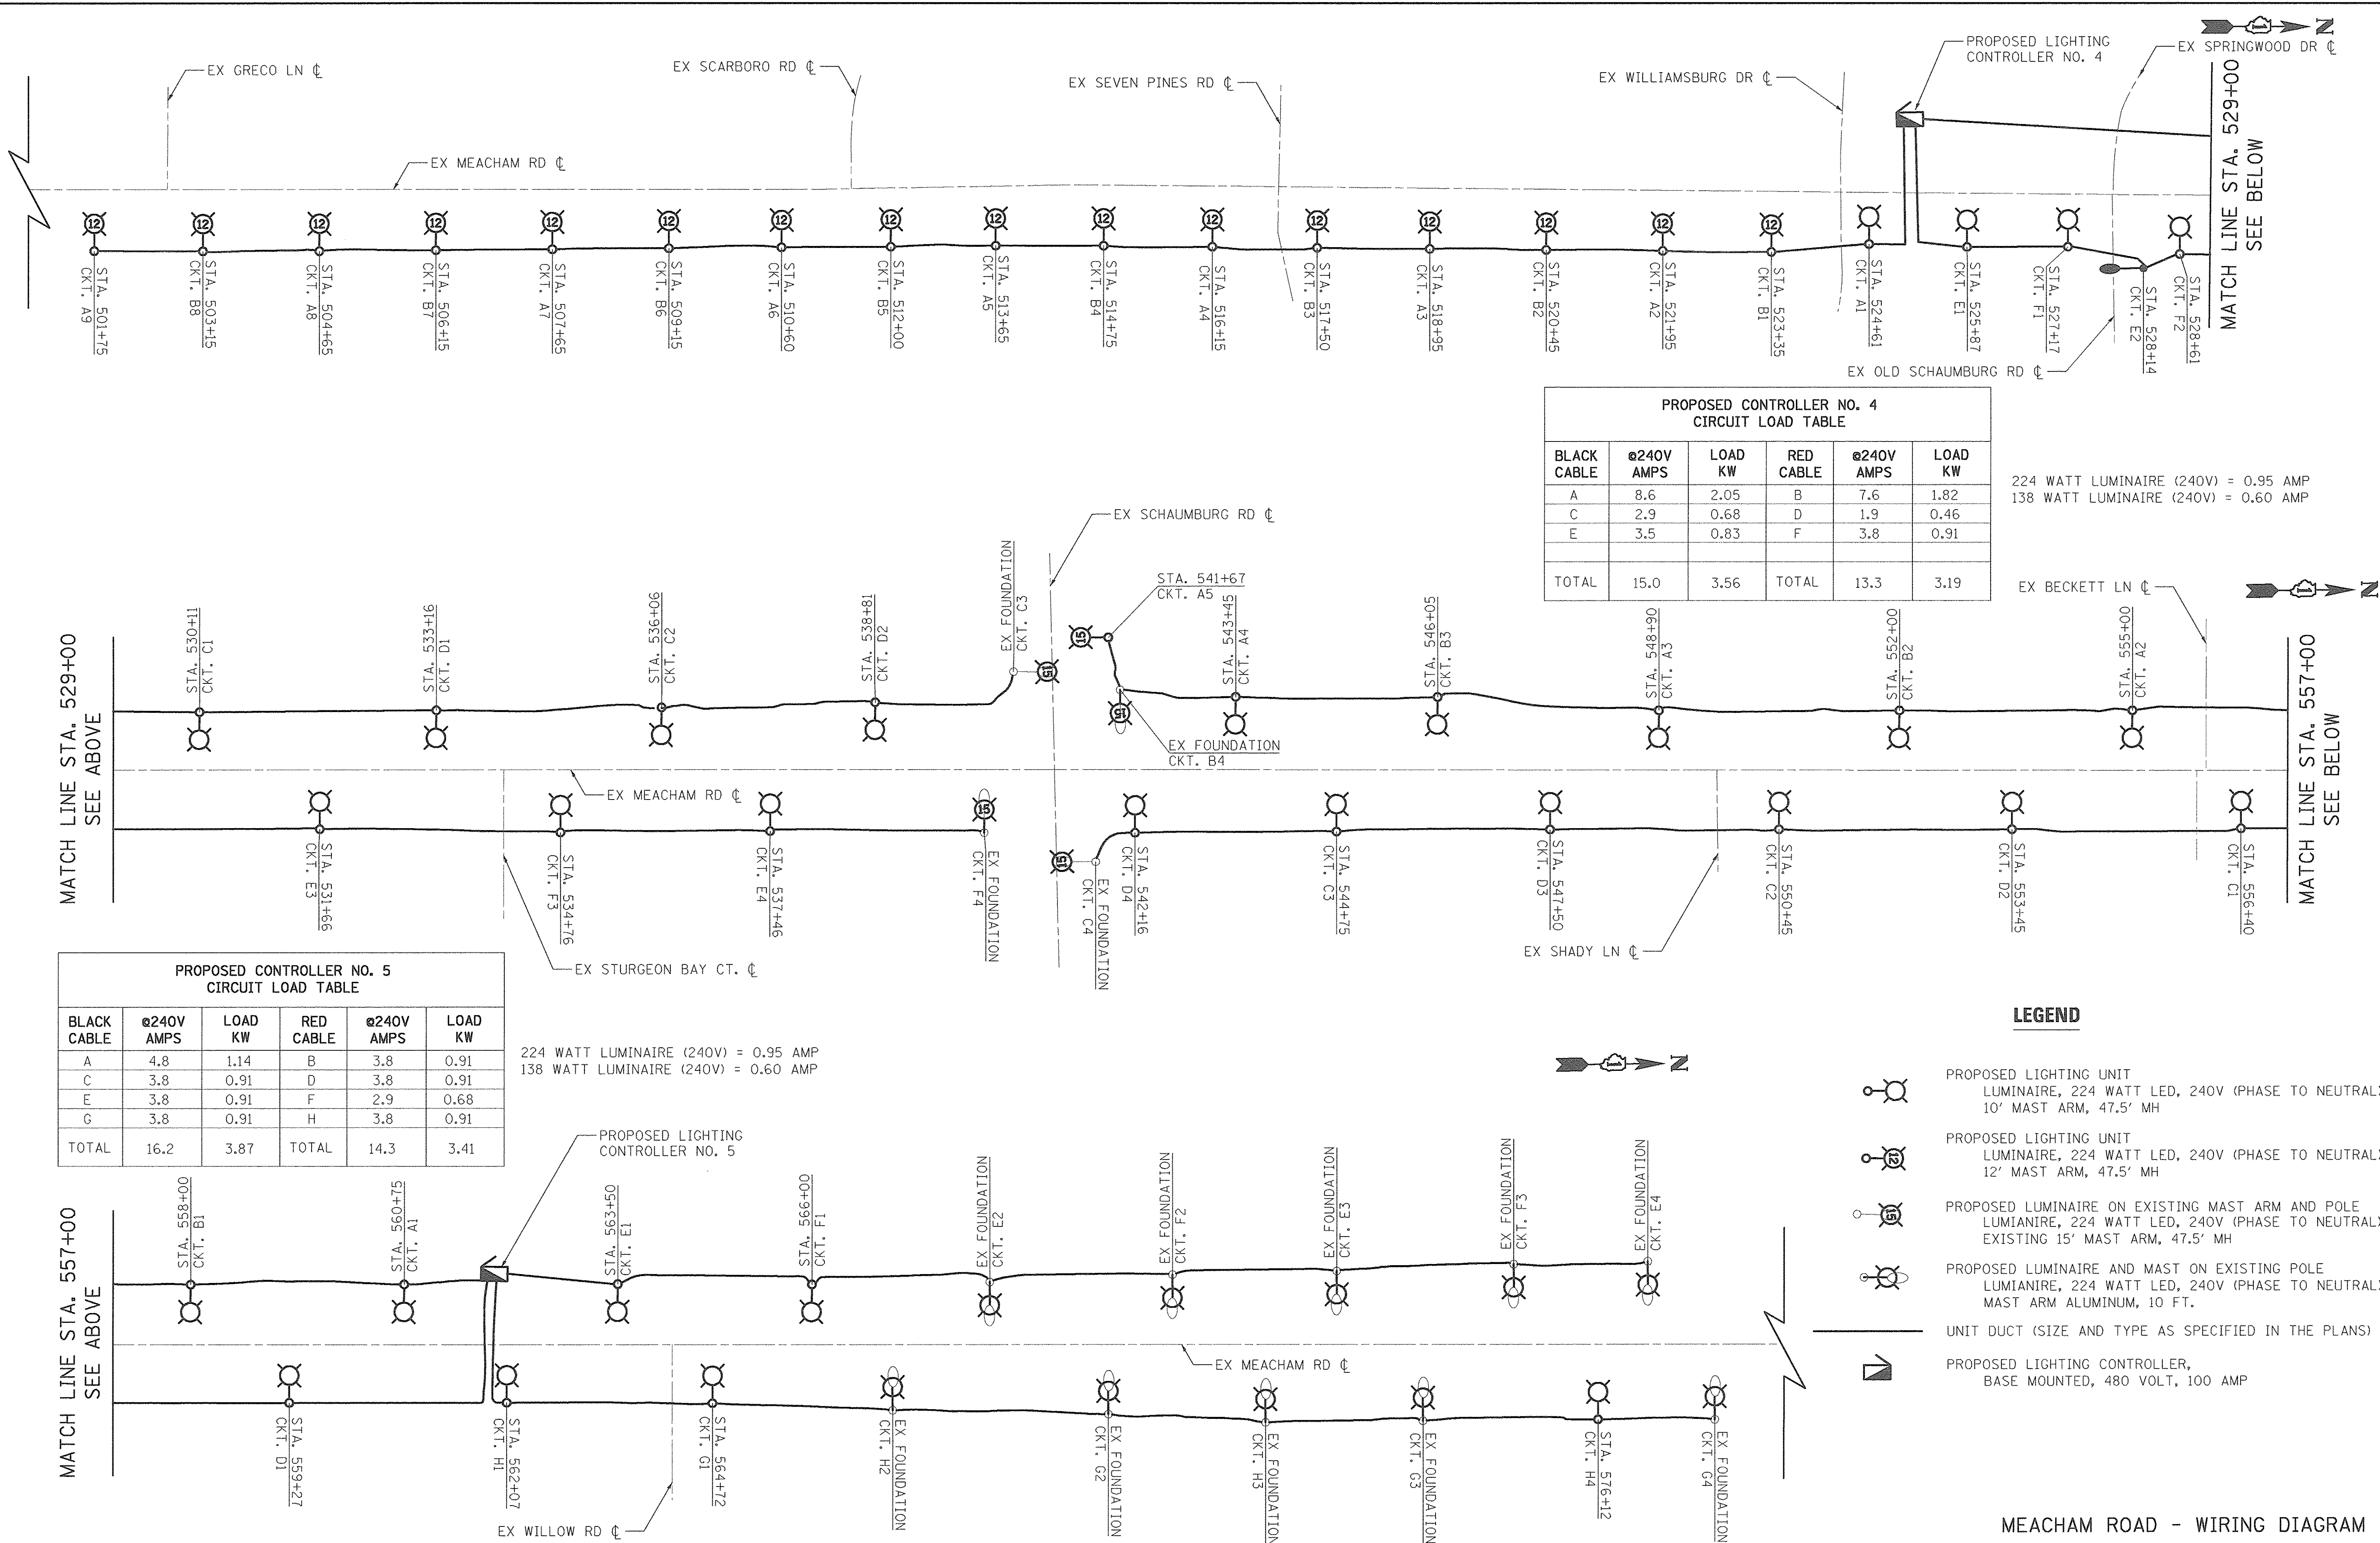 N
EX GRECO LN ℄
EX SCARBORO RD ℄
EX SEVEN PINES RD ℄
EX WILLIAMSBURG DR ℄
PROPOSED LIGHTING
CONTROLLER NO. 4
EX SPRINGWOOD DR ℄
EX MEACHAM RD ℄
MATCH LINE STA. 529+00
SEE BELOW
12 12 12 12 12 12 12 12 12 12 12 12 12 12 12 12
STA. 501+75
CKT. A9
STA. 503+15
CKT. B8
STA. 504+65
CKT. A8
STA. 506+15
CKT. B7
STA. 507+65
CKT. A7
STA. 509+15
CKT. B6
STA. 510+60
CKT. A6
STA. 512+00
CKT. B5
STA. 513+65
CKT. A5
STA. 514+75
CKT. B4
STA. 516+15
CKT. A4
STA. 517+50
CKT. B3
STA. 518+95
CKT. A3
STA. 520+45
CKT. B2
STA. 521+95
CKT. A2
STA. 523+35
CKT. B1
STA. 524+61
CKT. A1
STA. 525+87
CKT. E1
STA. 527+17
CKT. F1
STA. 528+14
CKT. E2
STA. 528+61
CKT. F2
EX OLD SCHAUMBURG RD ℄
PROPOSED CONTROLLER NO. 4
CIRCUIT LOAD TABLE
BLACK CABLE @240V AMPS LOAD KW RED CABLE @240V AMPS LOAD KW
A 8.6 2.05 B 7.6 1.82
C 2.9 0.68 D 1.9 0.46
E 3.5 0.83 F 3.8 0.91
TOTAL 15.0 3.56 TOTAL 13.3 3.19
224 WATT LUMINAIRE (240V) = 0.95 AMP
138 WATT LUMINAIRE (240V) = 0.60 AMP
N
MATCH LINE STA. 529+00
SEE ABOVE
STA. 530+11
CKT. C1
STA. 533+16
CKT. D1
STA. 536+06
CKT. C2
STA. 538+81
CKT. D2
EX FOUNDATION
CKT. C3
15
EX SCHAUMBURG RD ℄
15
STA. 541+67
CKT. A5
15
EX FOUNDATION
CKT. B4
STA. 543+45
CKT. A4
STA. 546+05
CKT. B3
STA. 548+90
CKT. A3
STA. 552+00
CKT. B2
STA. 555+00
CKT. A2
EX BECKETT LN ℄
MATCH LINE STA. 557+00
SEE BELOW
EX MEACHAM RD ℄
STA. 531+66
CKT. E3
STA. 534+76
CKT. F3
STA. 537+46
CKT. E4
15
EX FOUNDATION
CKT. F4
15
EX FOUNDATION
CKT. C4
STA. 542+16
CKT. D4
STA. 544+75
CKT. C3
STA. 547+50
CKT. D3
STA. 550+45
CKT. C2
STA. 553+45
CKT. D2
STA. 556+40
CKT. C1
EX STURGEON BAY CT. ℄
EX SHADY LN ℄
PROPOSED CONTROLLER NO. 5
CIRCUIT LOAD TABLE
BLACK CABLE @240V AMPS LOAD KW RED CABLE @240V AMPS LOAD KW
A 4.8 1.14 B 3.8 0.91
C 3.8 0.91 D 3.8 0.91
E 3.8 0.91 F 2.9 0.68
G 3.8 0.91 H 3.8 0.91
TOTAL 16.2 3.87 TOTAL 14.3 3.41
224 WATT LUMINAIRE (240V) = 0.95 AMP
138 WATT LUMINAIRE (240V) = 0.60 AMP
N
MATCH LINE STA. 557+00
SEE ABOVE
STA. 558+00
CKT. B1
STA. 560+75
CKT. A1
PROPOSED LIGHTING
CONTROLLER NO. 5
STA. 563+50
CKT. E1
STA. 566+00
CKT. F1
EX FOUNDATION
CKT. E2
EX FOUNDATION
CKT. F2
EX FOUNDATION
CKT. E3
EX FOUNDATION
CKT. F3
EX FOUNDATION
CKT. E4
EX MEACHAM RD ℄
STA. 559+27
CKT. D1
STA. 562+07
CKT. H1
STA. 564+72
CKT. G1
EX FOUNDATION
CKT. H2
EX FOUNDATION
CKT. G2
EX FOUNDATION
CKT. H3
EX FOUNDATION
CKT. G3
STA. 576+12
CKT. H4
EX FOUNDATION
CKT. G4
EX WILLOW RD ℄
LEGEND
PROPOSED LIGHTING UNIT
LUMINAIRE, 224 WATT LED, 240V (PHASE TO NEUTRAL)
10' MAST ARM, 47.5' MH
12
PROPOSED LIGHTING UNIT
LUMINAIRE, 224 WATT LED, 240V (PHASE TO NEUTRAL)
12' MAST ARM, 47.5' MH
15
PROPOSED LUMINAIRE ON EXISTING MAST ARM AND POLE
LUMIANIRE, 224 WATT LED, 240V (PHASE TO NEUTRAL)
EXISTING 15' MAST ARM, 47.5' MH
PROPOSED LUMINAIRE AND MAST ON EXISTING POLE
LUMIANIRE, 224 WATT LED, 240V (PHASE TO NEUTRAL)
MAST ARM ALUMINUM, 10 FT.
UNIT DUCT (SIZE AND TYPE AS SPECIFIED IN THE PLANS)
PROPOSED LIGHTING CONTROLLER,
BASE MOUNTED, 480 VOLT, 100 AMP
MEACHAM ROAD - WIRING DIAGRAM